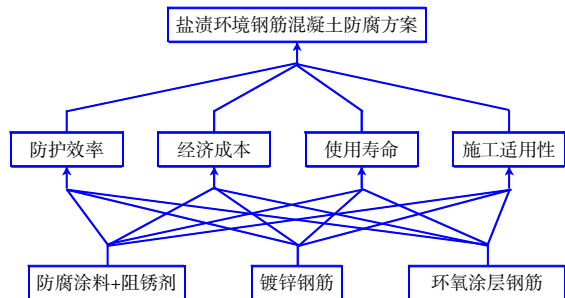 盐渍环境钢筋混凝土防腐方案
防护效率
经济成本
使用寿命
施工适用性
防腐涂料+阻锈剂
镀锌钢筋
环氧涂层钢筋